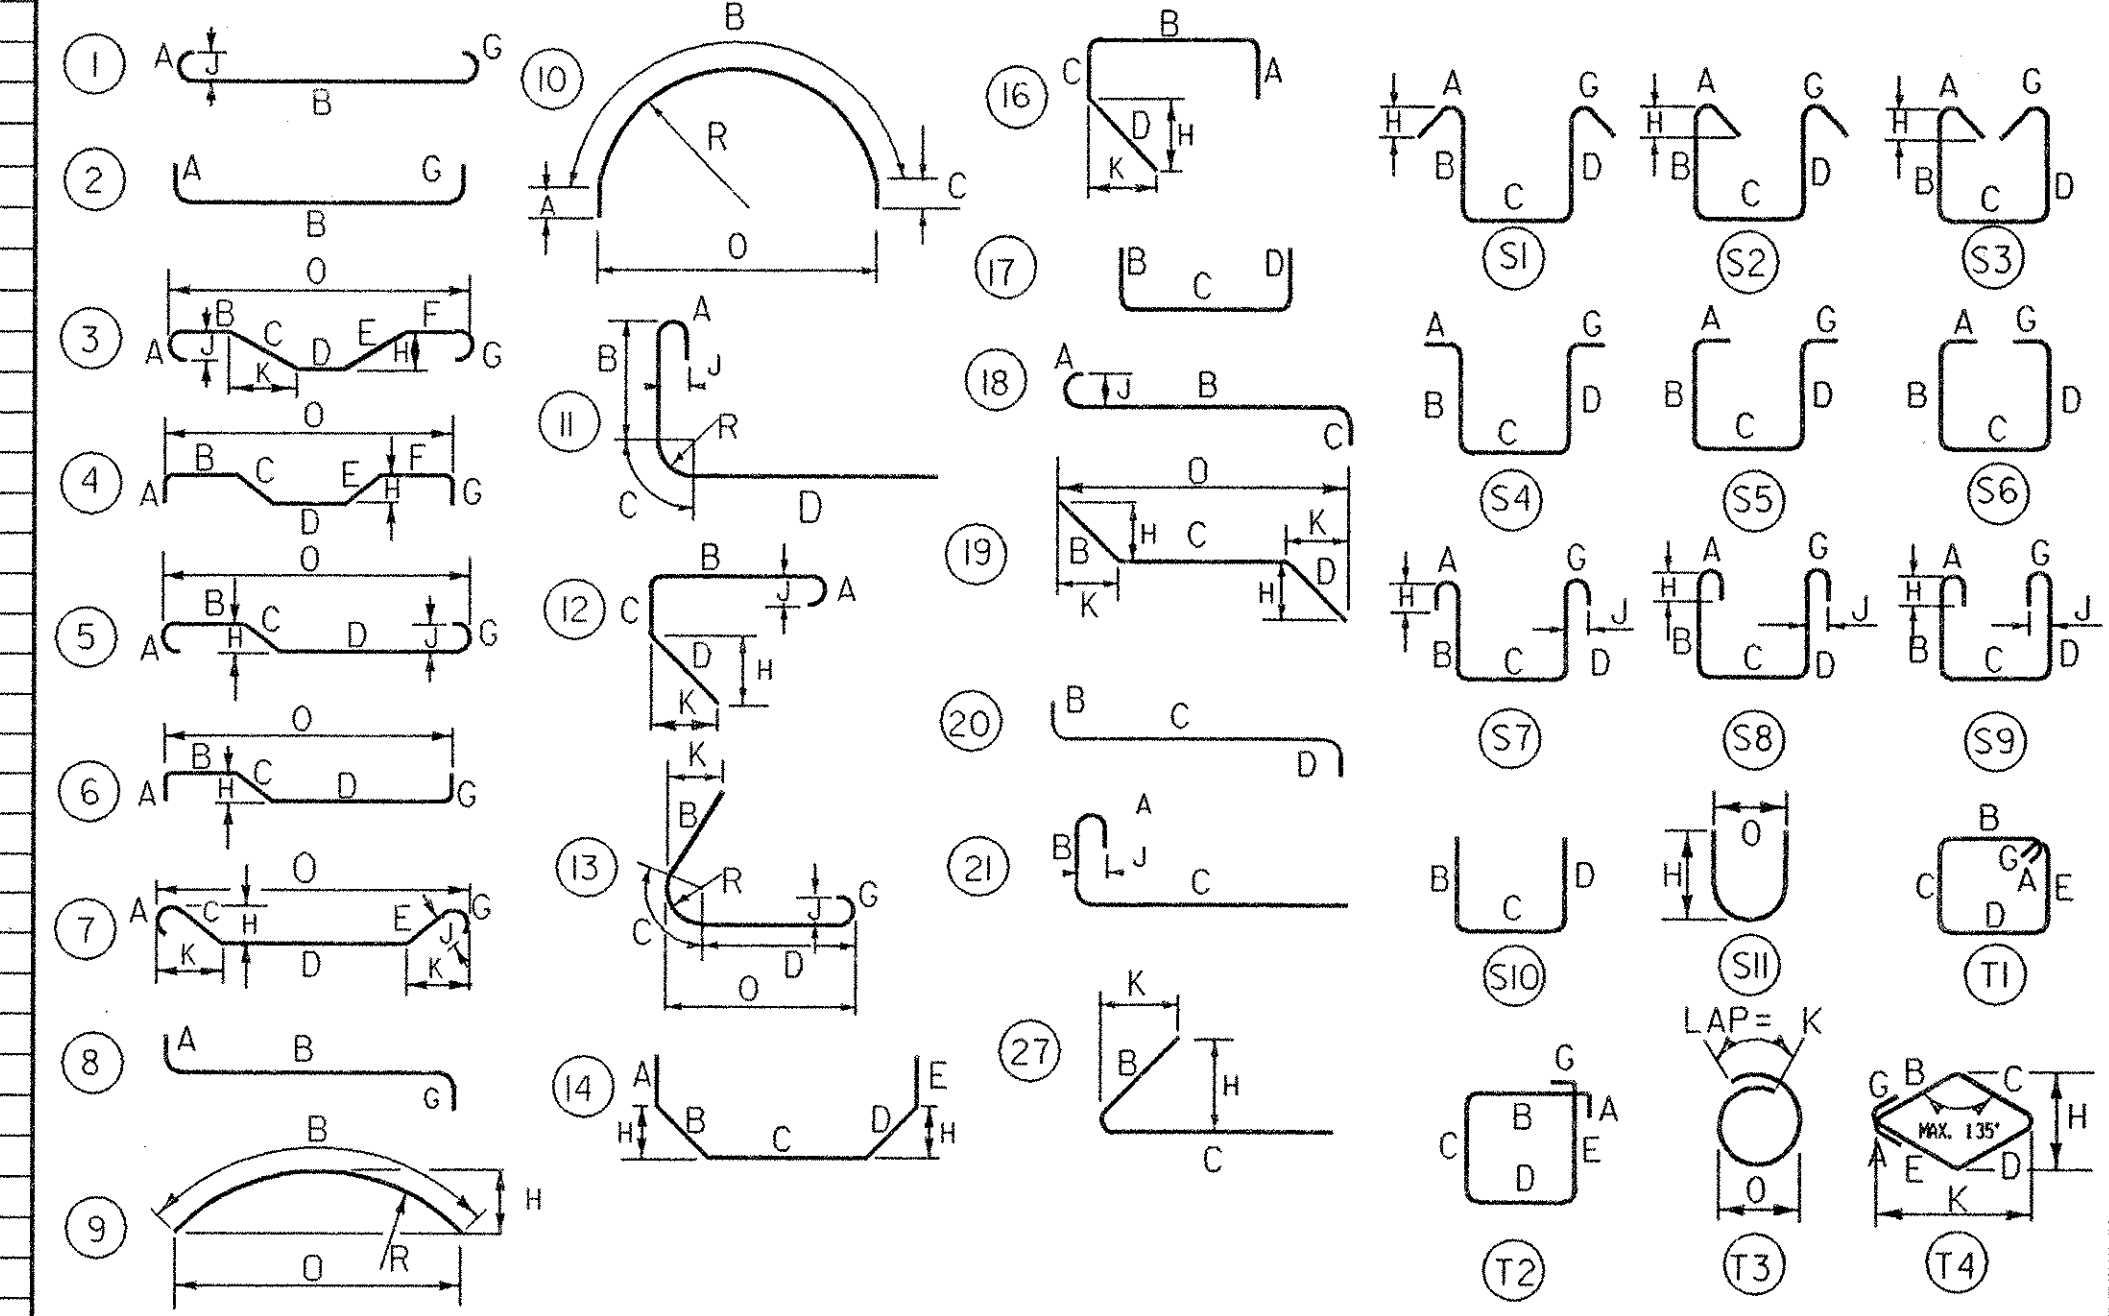 A J G
1
B
A G
2
B
O
B C E F
3
A J D H G
K
O
B C E F
4
A H G
D
O
B C
5
A H D J G
O
B C
6
A H D G
O
A C H E G
7
J
K D K
A B
8
G
B
9
H
O R
B
10
R
A C
O
A
B J
11
R
C D
B
12
C J A
D H
K
K
B
13
R G
C J
D
O
A E
14
H B C D H
B
16
C A
D H
K
17
B D
C
A
18
J B
C
O
19
H C K
B D
K H
B
20
C
D
A
21
B J
C
K
27
B H
C
A G
H
B D
C
S1
A G
H
B D
C
S2
A G
H
B D
C
S3
A G
B D
C
S4
A G
B D
C
S5
A G
B D
C
S6
A G
H J
B C D
S7
A G
H J
B C D
S8
A G
H J
B C D
S9
B D
C
S10
O
H
S11
B
G
C A E
D
T1
G
B A
C E
D
T2
LAP= K
O
T3
G B C
H
MAX. 135°
A E D
K
T4